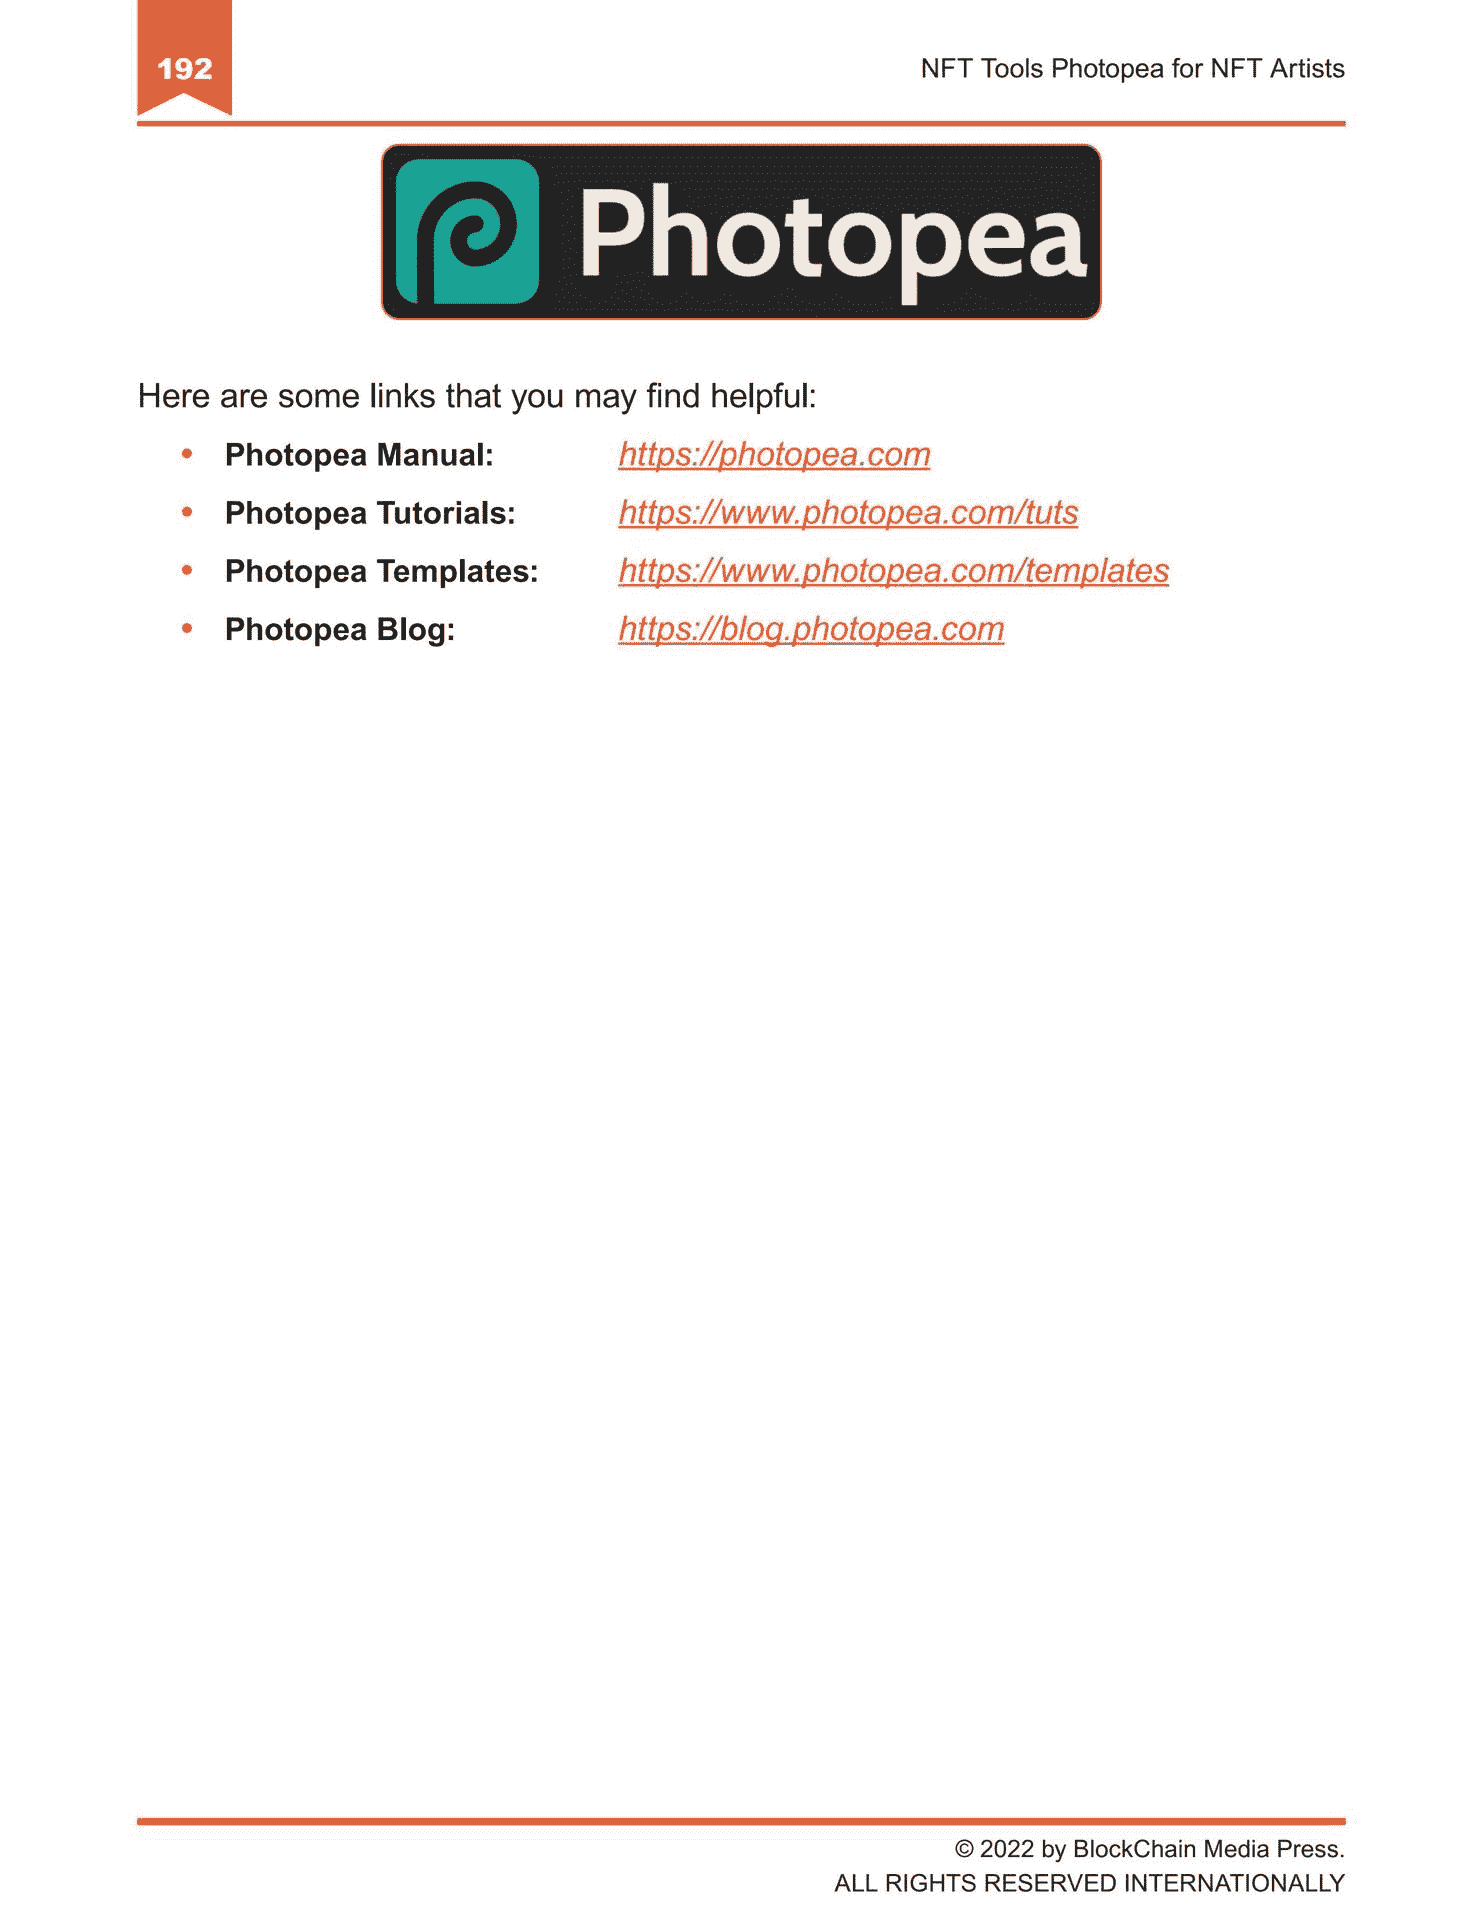 192
NFT Tools Photopea for NFT Artists
Photopea
Here are some links that you may find helpful:
• Photopea Manual: https://photopea.com
• Photopea Tutorials: https://www.photopea.com/tuts
• Photopea Templates: https://www.photopea.com/templates
• Photopea Blog: https://blog.photopea.com
© 2022 by BlockChain Media Press.
ALL RIGHTS RESERVED INTERNATIONALLY